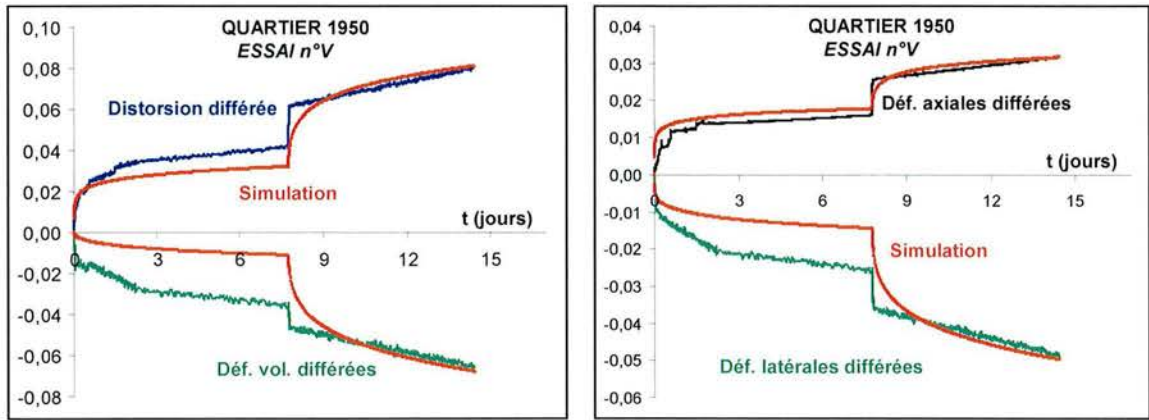 QUARTIER 1950
ESSAI n°V
0,10
0,08
0,06
0,04
0,02
0,00
-0,02
-0,04
-0,06
-0,08
Distorsion différée
Simulation
t (jours)
0 3 6 9 12 15
Déf. vol. différées
QUARTIER 1950
ESSAI n°V
0,04
0,03
0,02
0,01
0,00
-0,01
-0,02
-0,03
-0,04
-0,05
-0,06
Déf. axiales différées
t (jours)
0 3 6 9 12 15
Simulation
Déf. latérales différées